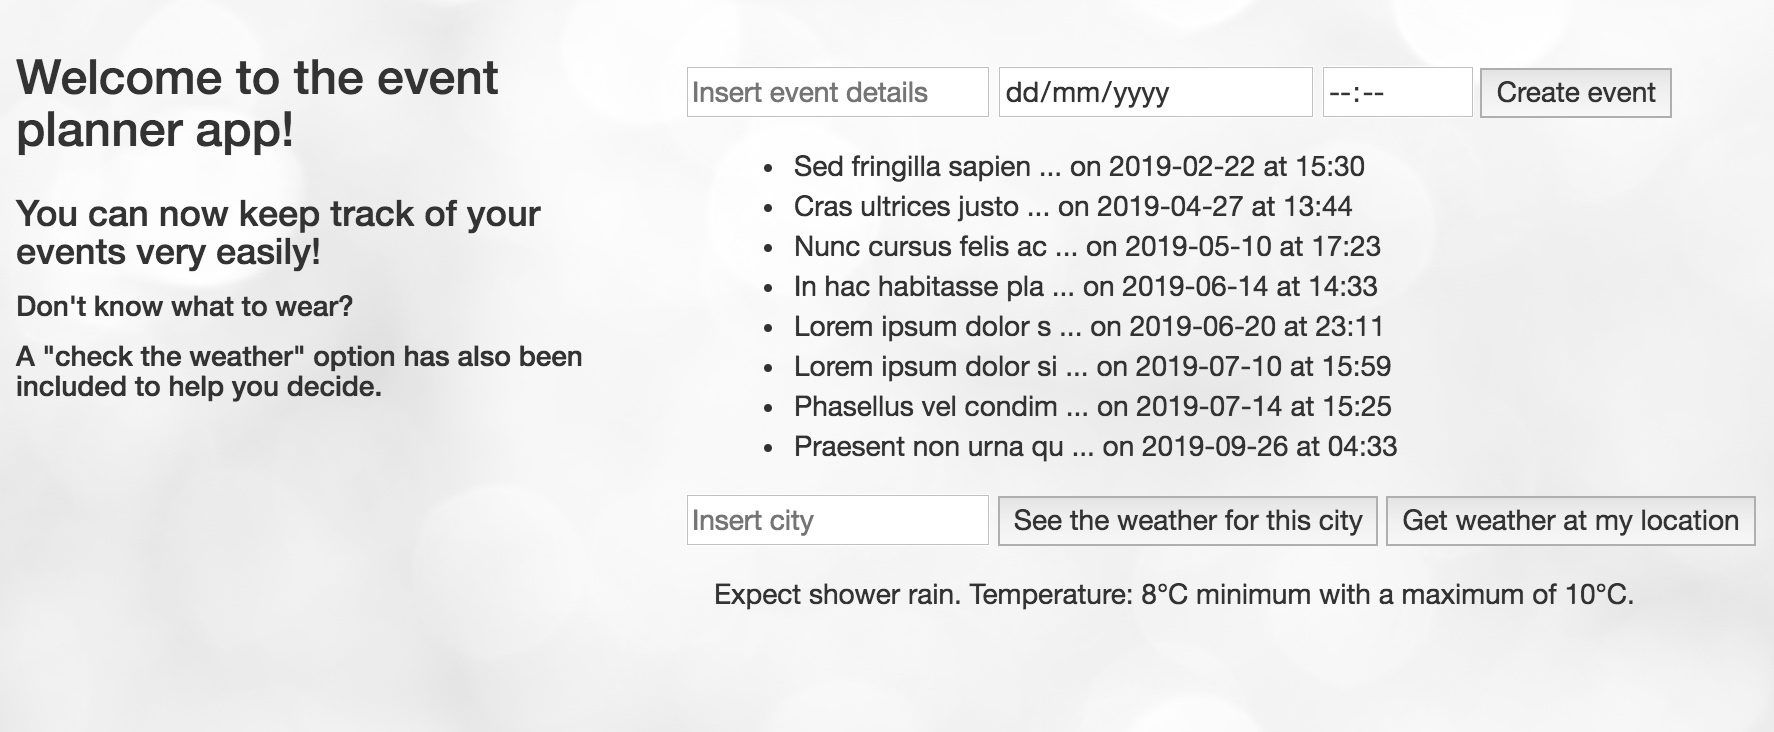 Welcome to the event
planner app!
You can now keep track of your
events very easily!
Don't know what to wear?
A "check the weather" option has also been
included to help you decide.
Insert event details dd/mm/yyyy --:-- Create event
• Sed fringilla sapien ... on 2019-02-22 at 15:30
• Cras ultrices justo ... on 2019-04-27 at 13:44
• Nunc cursus felis ac ... on 2019-05-10 at 17:23
• In hac habitasse pla ... on 2019-06-14 at 14:33
• Lorem ipsum dolor s ... on 2019-06-20 at 23:11
• Lorem ipsum dolor si ... on 2019-07-10 at 15:59
• Phasellus vel condim ... on 2019-07-14 at 15:25
• Praesent non urna qu ... on 2019-09-26 at 04:33
Insert city See the weather for this city Get weather at my location
Expect shower rain. Temperature: 8°C minimum with a maximum of 10°C.